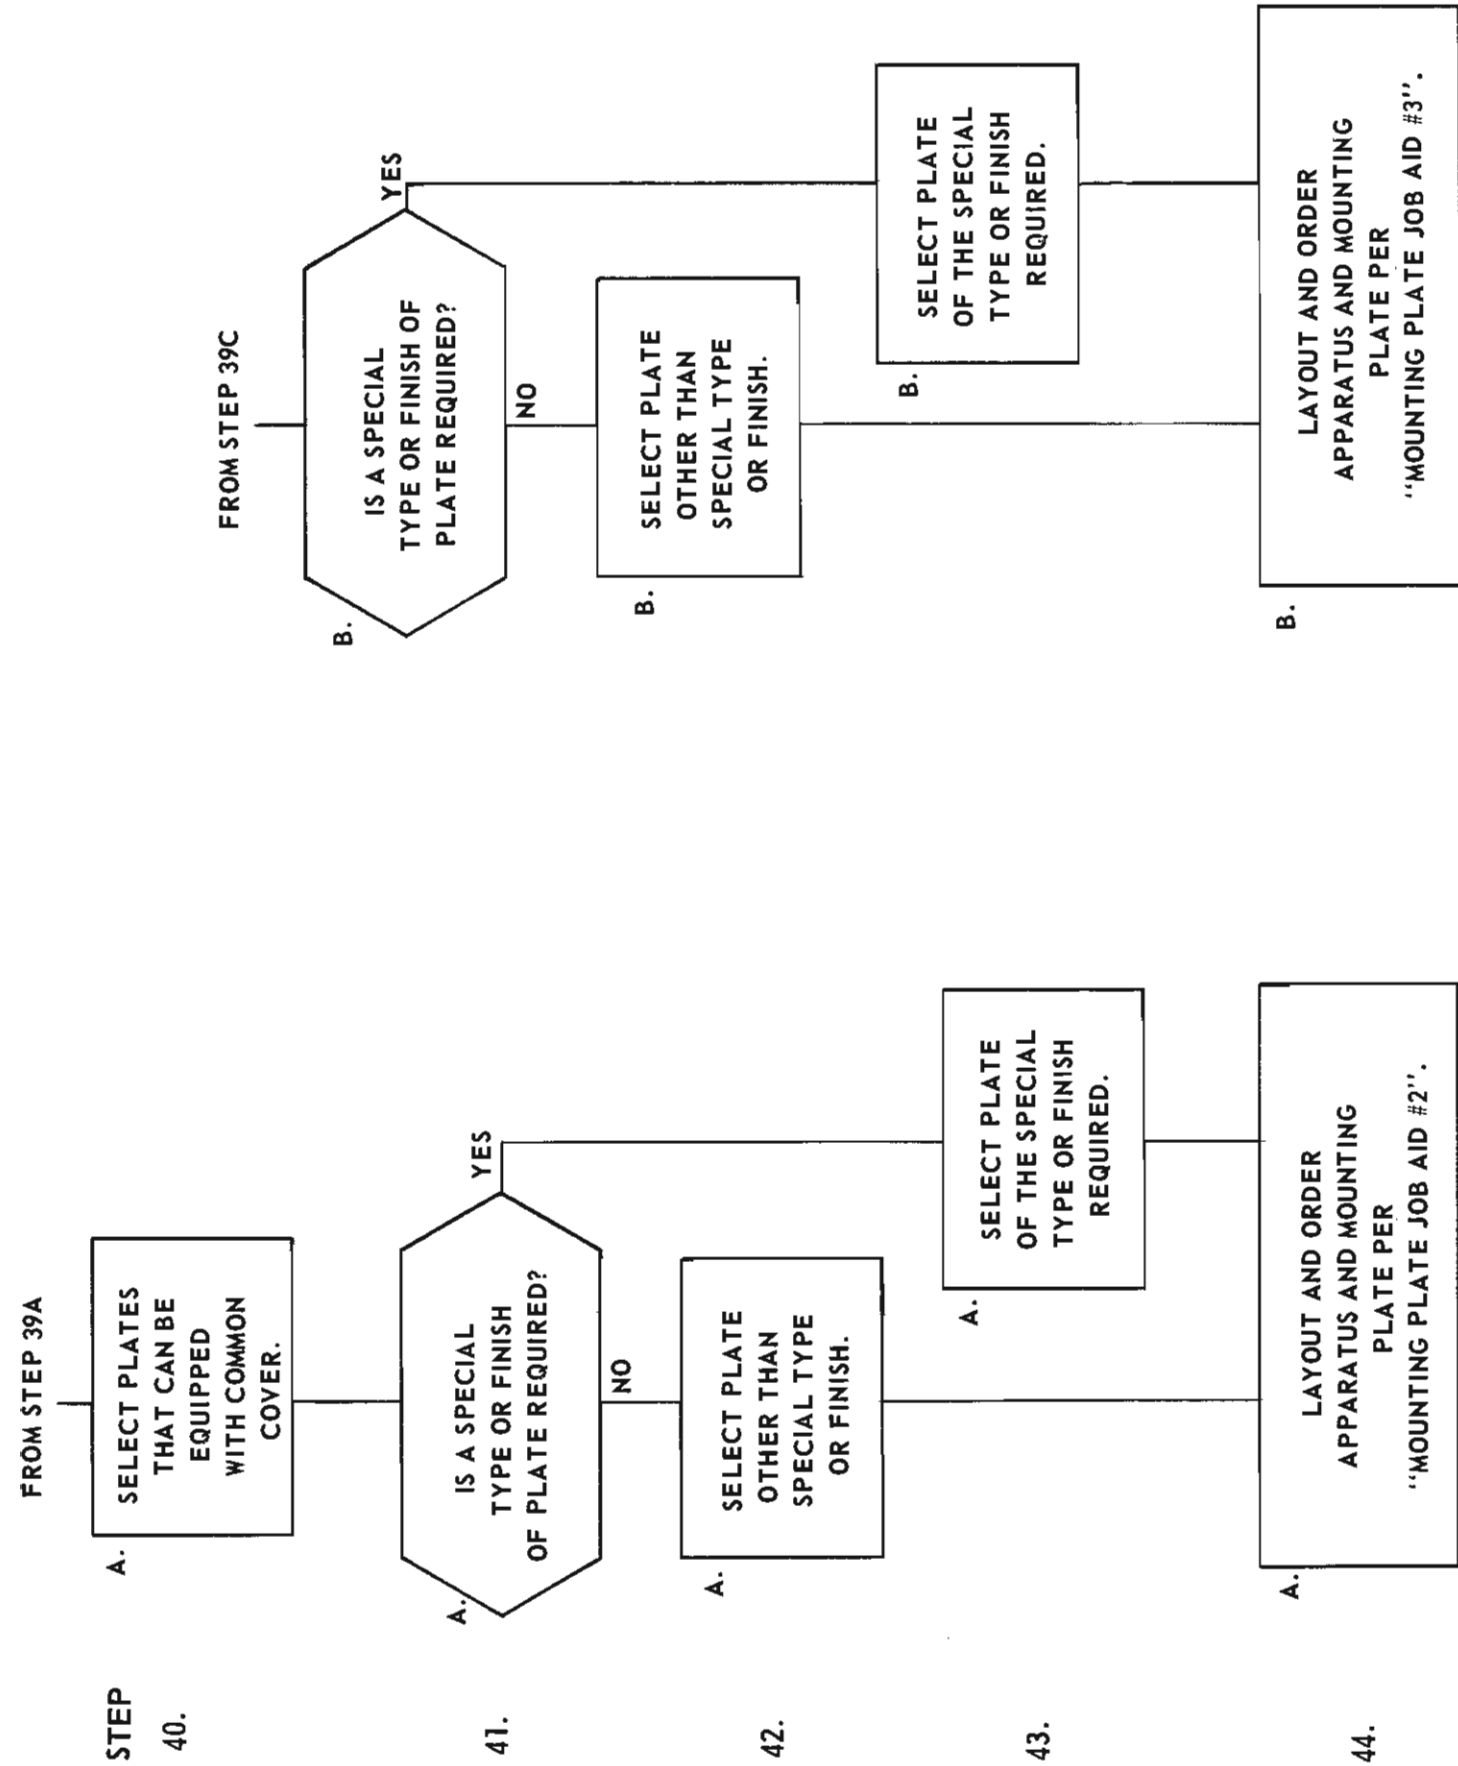 FROM STEP 39A
STEP
40.
A.
SELECT PLATES
THAT CAN BE
EQUIPPED
WITH COMMON
COVER.
FROM STEP 39C
41.
A.
IS A SPECIAL
TYPE OR FINISH
OF PLATE REQUIRED?
YES
NO
B.
IS A SPECIAL
TYPE OR FINISH OF
PLATE REQUIRED?
YES
NO
42.
A.
SELECT PLATE
OTHER THAN
SPECIAL TYPE
OR FINISH.
B.
SELECT PLATE
OTHER THAN
SPECIAL TYPE
OR FINISH.
43.
A.
SELECT PLATE
OF THE SPECIAL
TYPE OR FINISH
REQUIRED.
B.
SELECT PLATE
OF THE SPECIAL
TYPE OR FINISH
REQUIRED.
44.
A.
LAYOUT AND ORDER
APPARATUS AND MOUNTING
PLATE PER
"MOUNTING PLATE JOB AID #2".
B.
LAYOUT AND ORDER
APPARATUS AND MOUNTING
PLATE PER
"MOUNTING PLATE JOB AID #3".